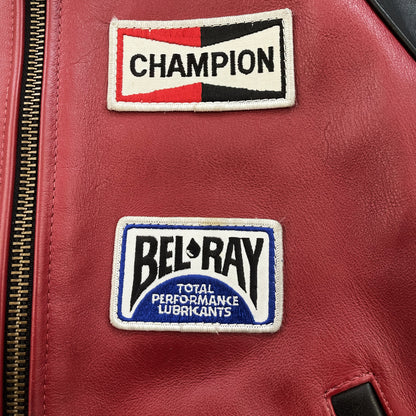 CHAMPION
BEL-RAY
TOTAL
PERFORMANCE
LUBRICANTS